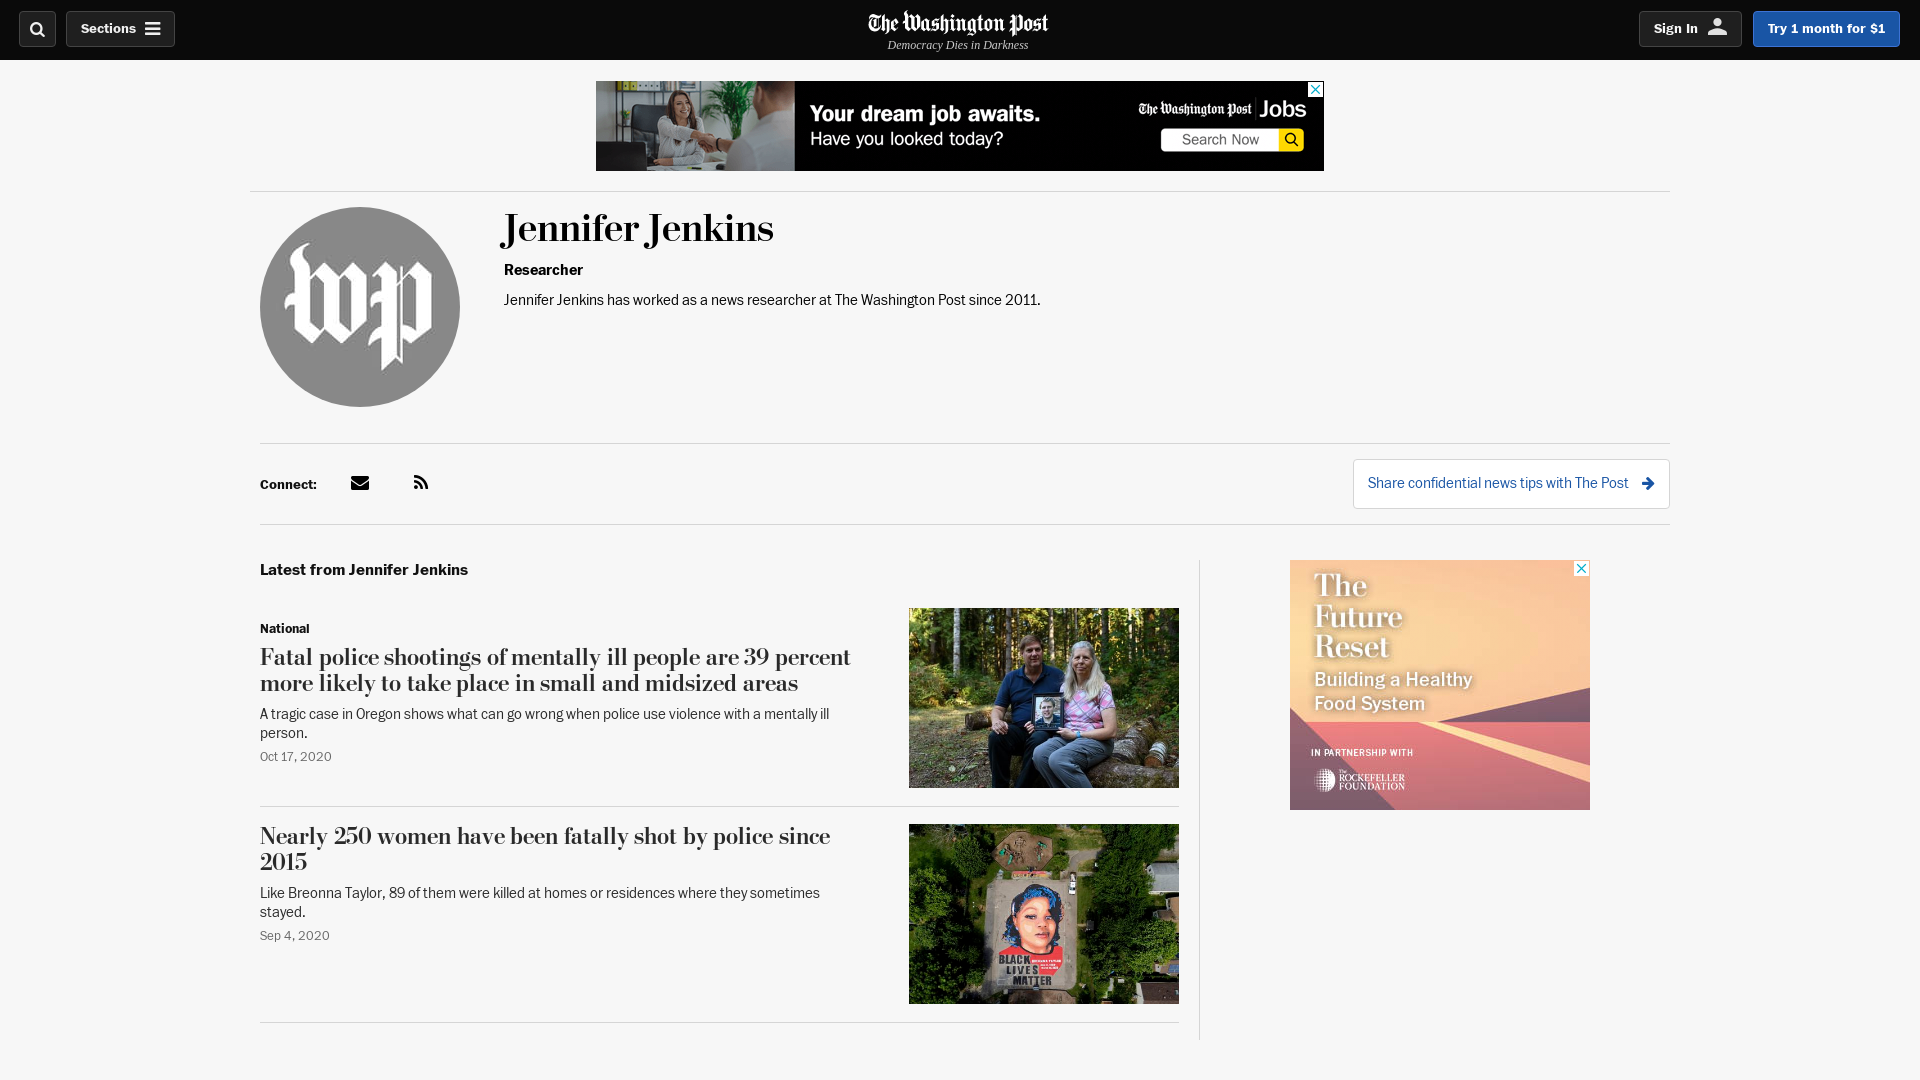 Sections
The Washington Post
Democracy Dies in Darkness
Sign In
Try 1 month for $1
Your dream job awaits.
Have you looked today?
The Washington Post Jobs
Search Now
wp
Jennifer Jenkins
Researcher
Jennifer Jenkins has worked as a news researcher at The Washington Post since 2011.
Connect:
Share confidential news tips with The Post
Latest from Jennifer Jenkins
National
Fatal police shootings of mentally ill people are 39 percent
more likely to take place in small and midsized areas
A tragic case in Oregon shows what can go wrong when police use violence with a mentally ill
person.
Oct 17, 2020
Nearly 250 women have been fatally shot by police since
2015
Like Breonna Taylor, 89 of them were killed at homes or residences where they sometimes
stayed.
Sep 4, 2020
BLACK
LIVES
MATTER
The
Future
Reset
Building a Healthy
Food System
IN PARTNERSHIP WITH
The
ROCKEFELLER
FOUNDATION